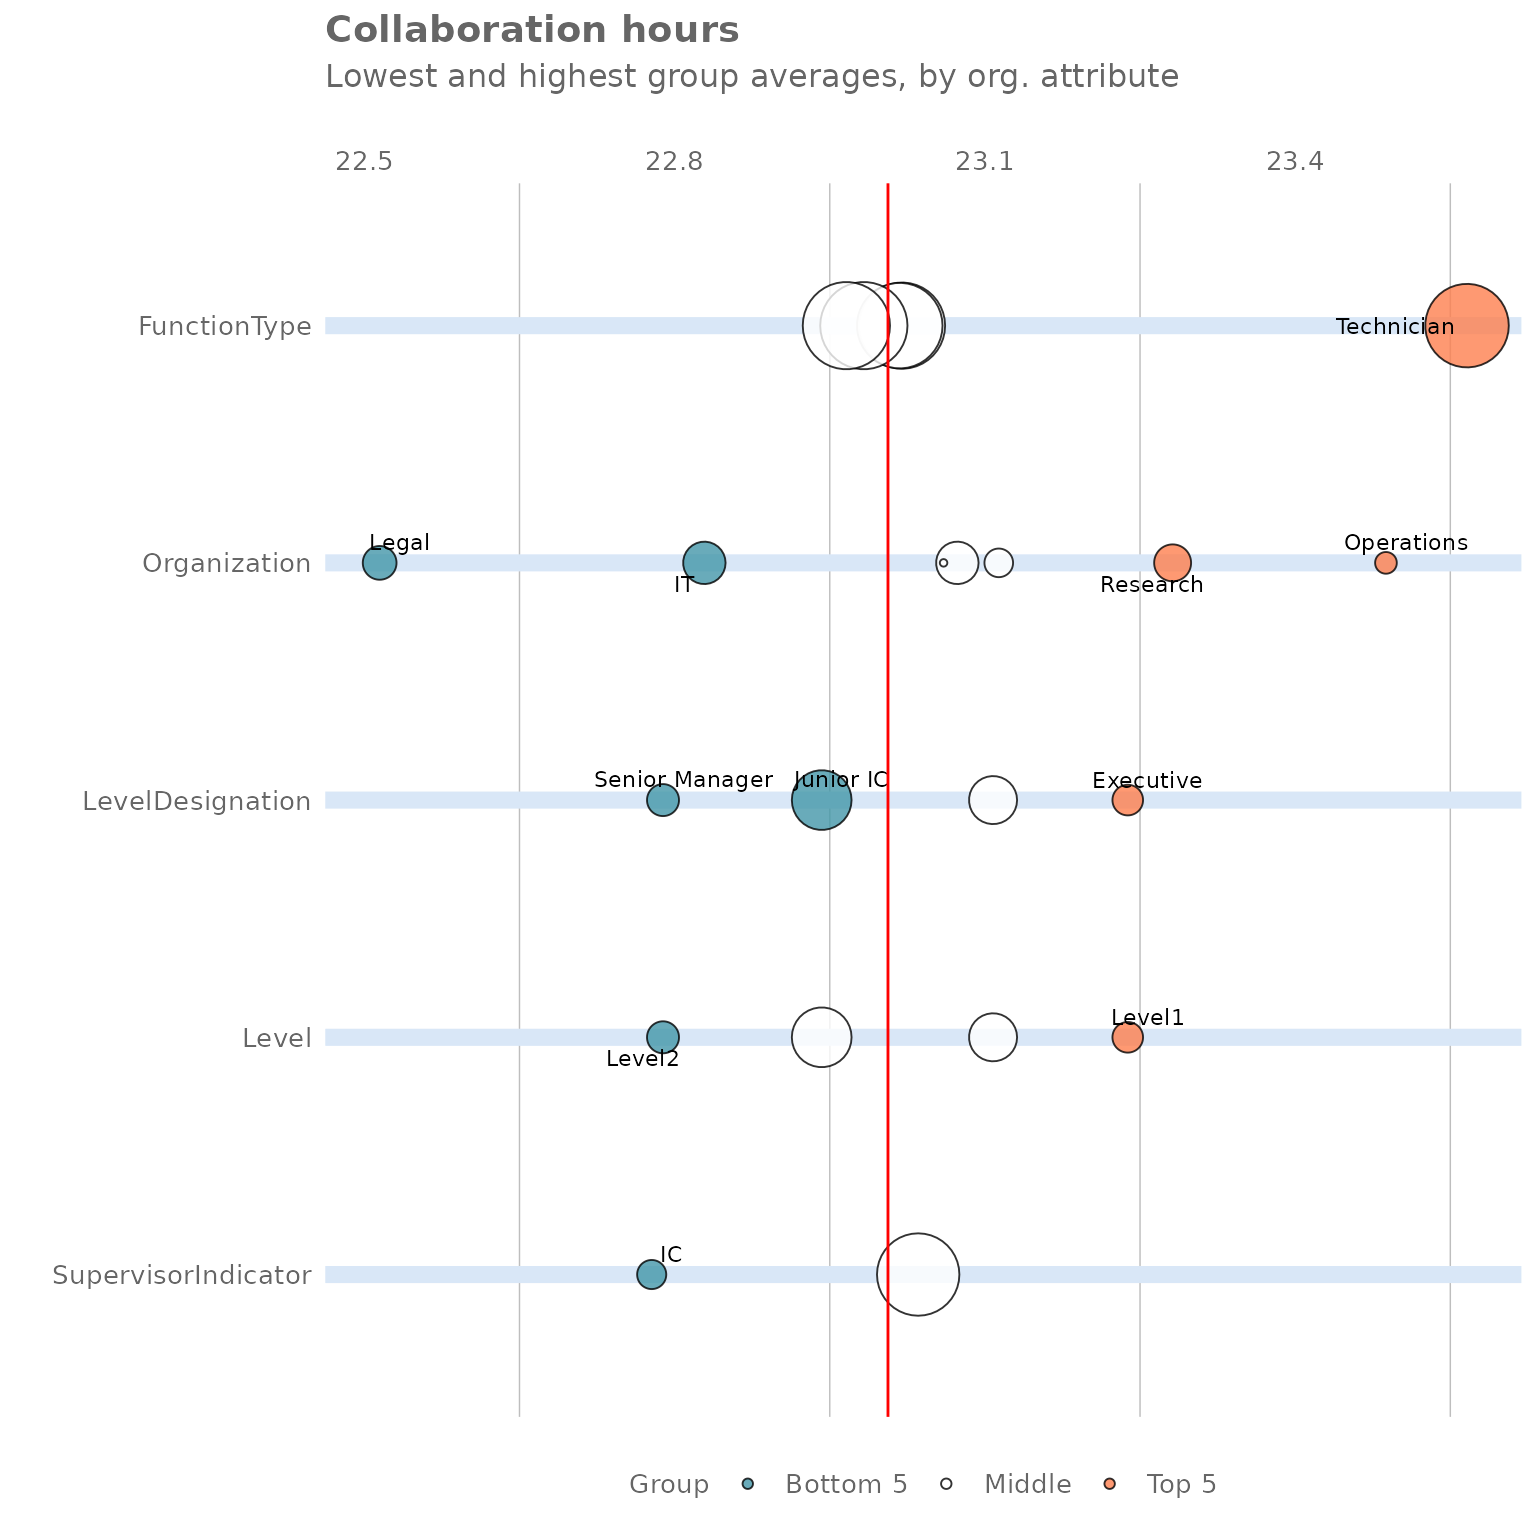 Collaboration hours
Lowest and highest group averages, by org. attribute
22.5 22.8 23.1 23.4
FunctionType
Technician
Organization
Legal
IT
Research
Operations
LevelDesignation
Senior Manager
Junior IC
Executive
Level
Level2
Level1
SupervisorIndicator
IC
Group Bottom 5 Middle Top 5